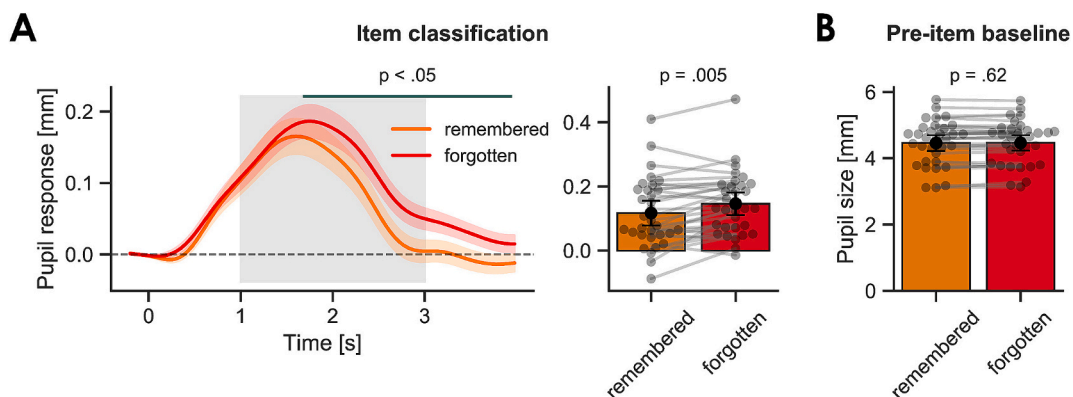 A
Item classification
p < .05
Pupil response [mm]
0.2
0.1
0.0
remembered
forgotten
0
1
2
3
Time [s]
p = .005
0.4
0.2
0.0
remembered
forgotten
B
Pre-item baseline
p = .62
Pupil size [mm]
6
4
2
0
remembered
forgotten